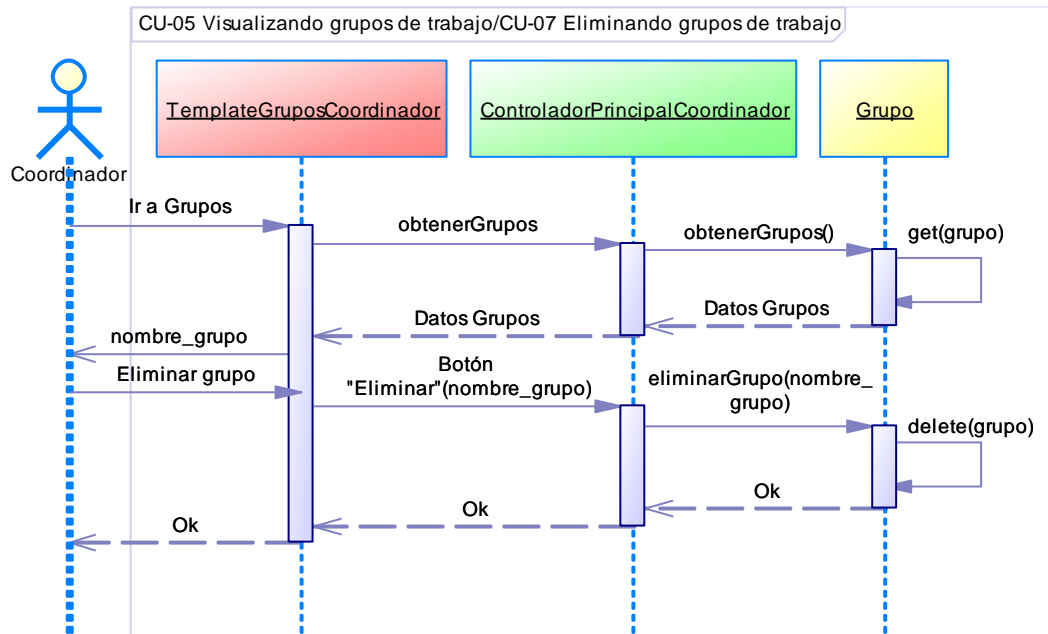 CU-05 Visualizando grupos de trabajo/CU-07 Eliminando grupos de trabajo
TemplateGruposCoordinador
ControladorPrincipalCoordinador
Grupo
Coordinador
Ir a Grupos
obtenerGrupos
obtenerGrupos()
get(grupo)
Datos Grupos
Datos Grupos
nombre_grupo
Eliminar grupo
Botón
"Eliminar"(nombre_grupo)
eliminarGrupo(nombre_
grupo)
delete(grupo)
Ok
Ok
Ok